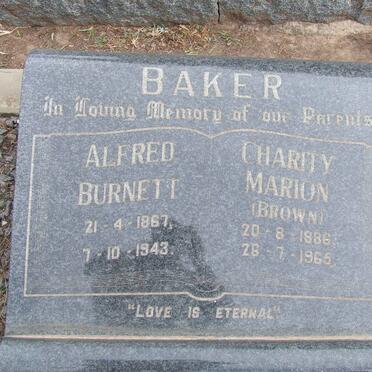 BAKER
In Loving Memory of our Parents
ALFRED
BURNETT
21-4-1867,
7-10-1943.
CHARITY
MARION
(BROWN)
20-8-1886,
28-7-1965.
"LOVE IS ETERNAL"